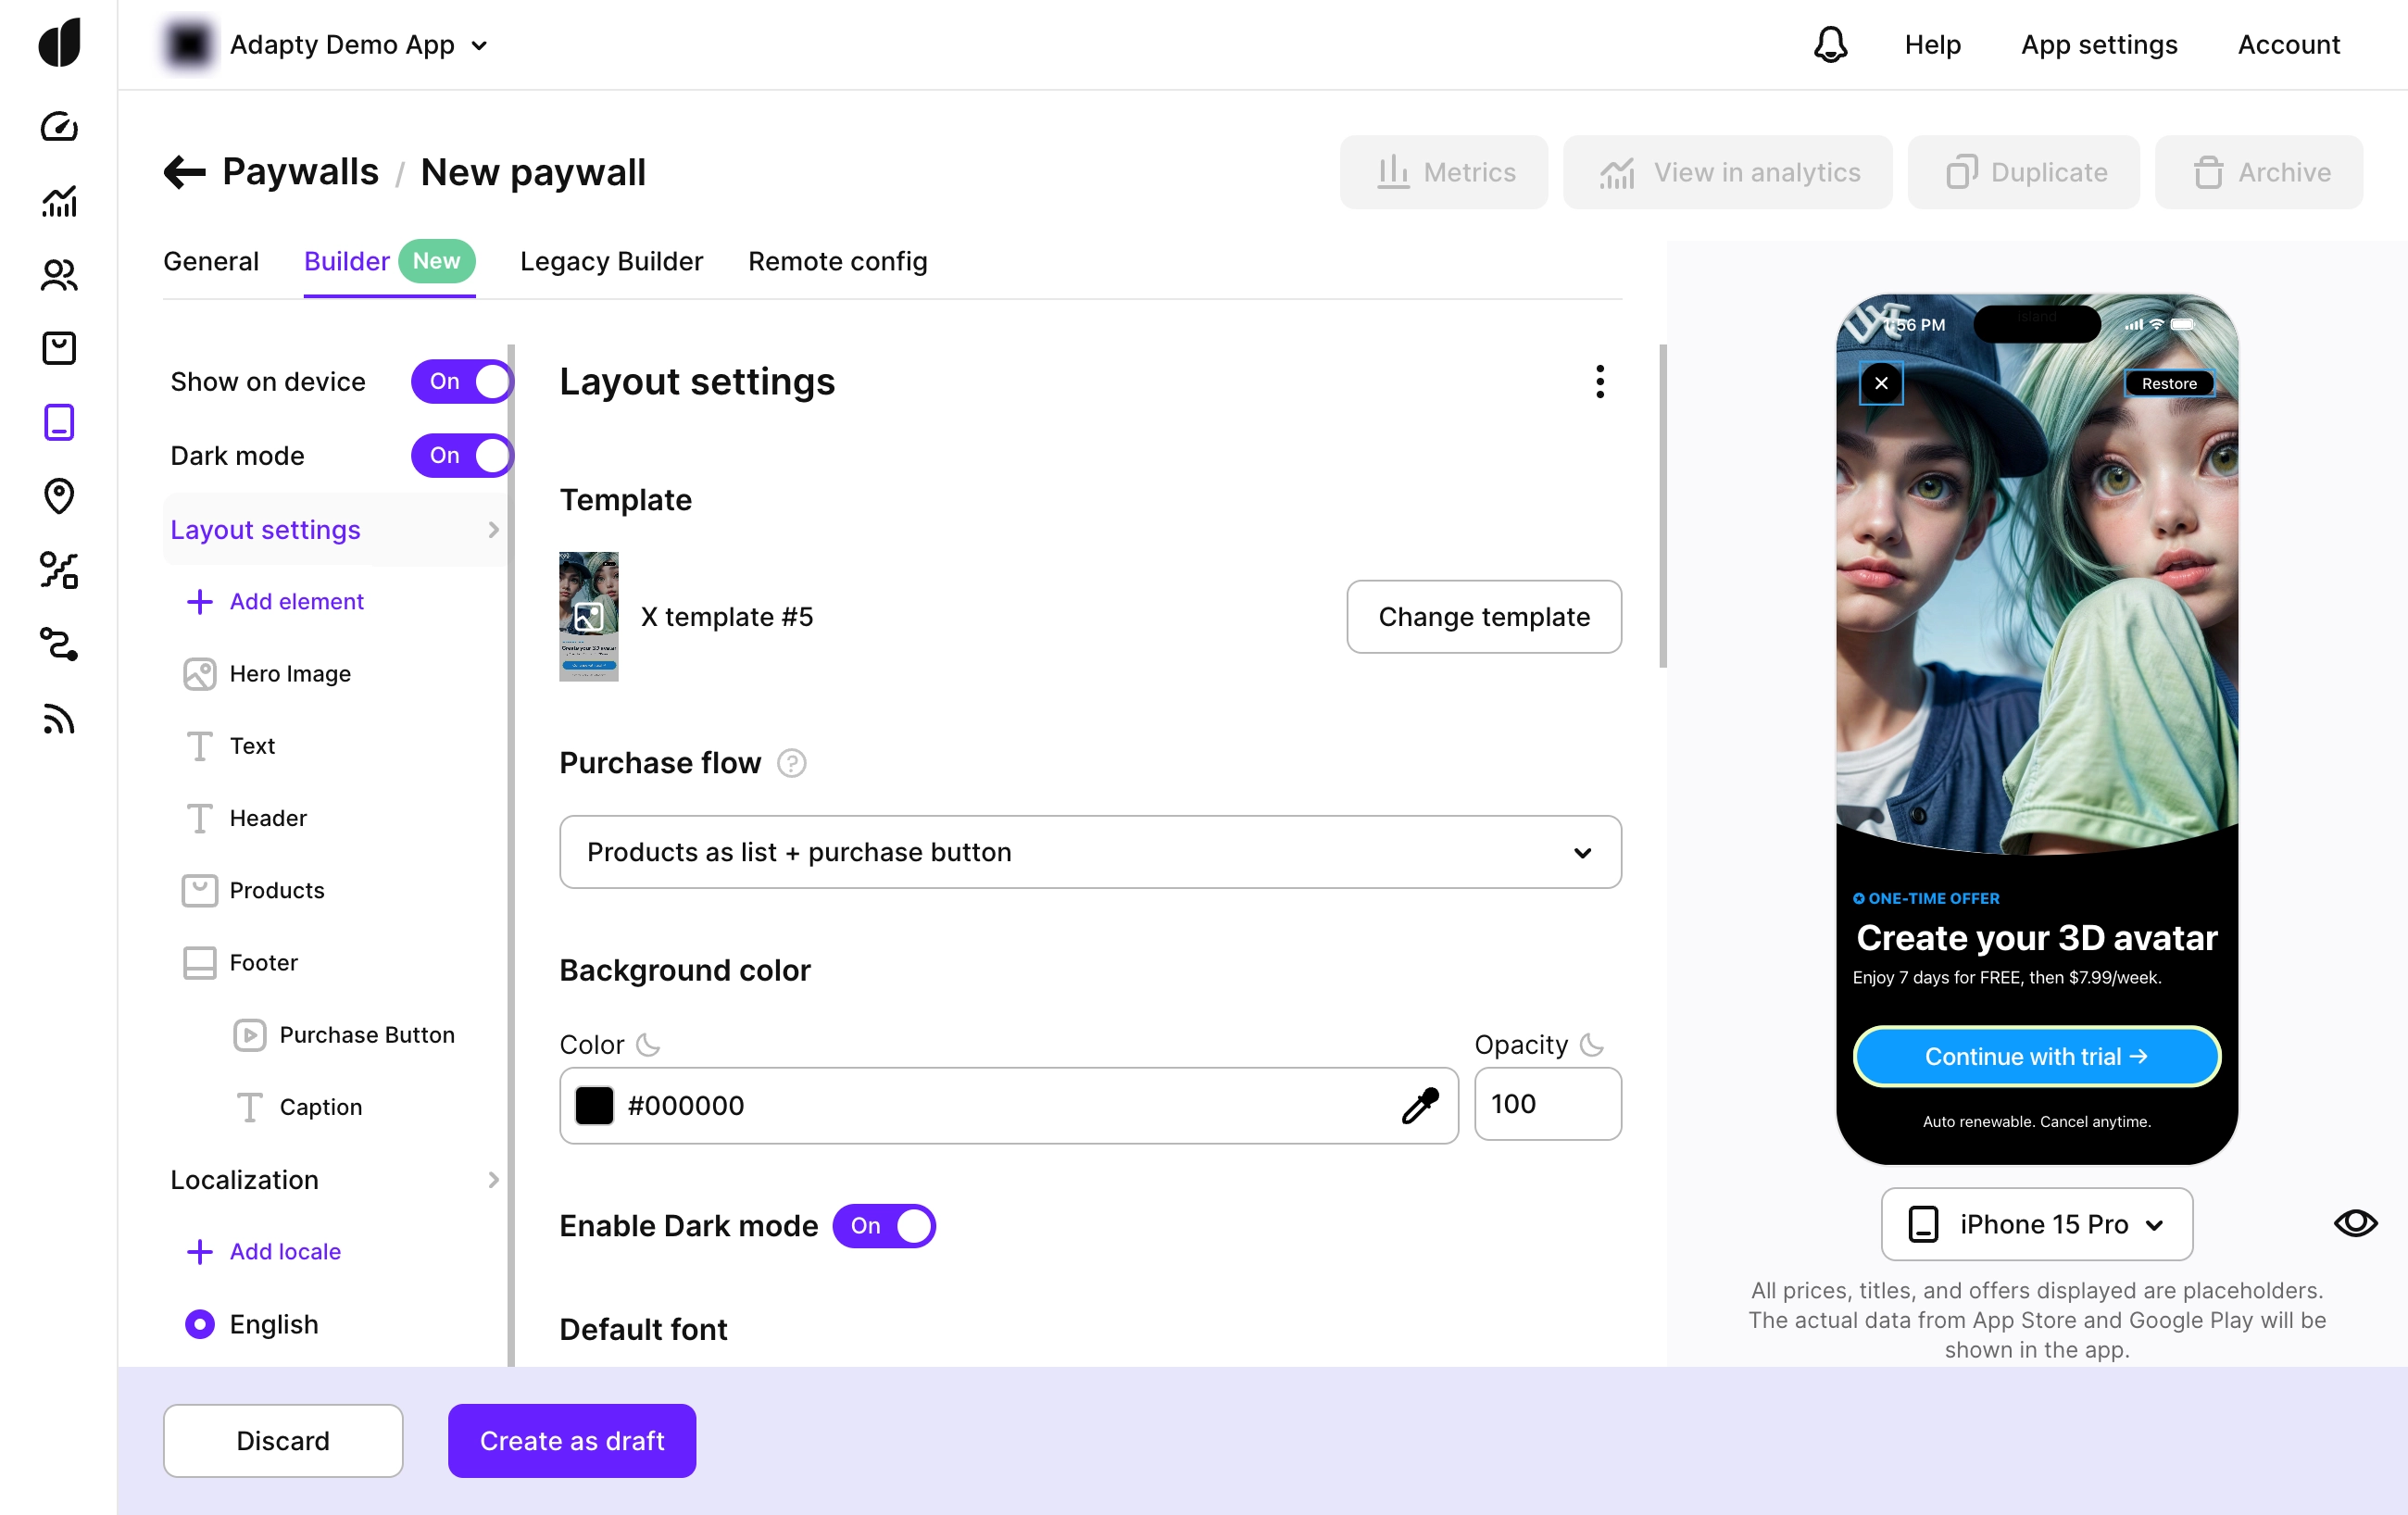 Adapty Demo App
Help
App settings
Account
Paywalls / New paywall
Metrics
View in analytics
Duplicate
Archive
General
Builder New
Legacy Builder
Remote config
Show on device On
Dark mode On
Layout settings
Add element
Hero Image
Text
Header
Products
Footer
Purchase Button
Caption
Localization
Add locale
English
Layout settings
Template
X template #5
Change template
Purchase flow ?
Products as list + purchase button
Background color
Color
Opacity
#000000
100
Enable Dark mode On
Default font
:56 PM
island
Restore
ONE-TIME OFFER
Create your 3D avatar
Enjoy 7 days for FREE, then $7.99/week.
Continue with trial →
Auto renewable. Cancel anytime.
iPhone 15 Pro
All prices, titles, and offers displayed are placeholders.
The actual data from App Store and Google Play will be
shown in the app.
Discard
Create as draft